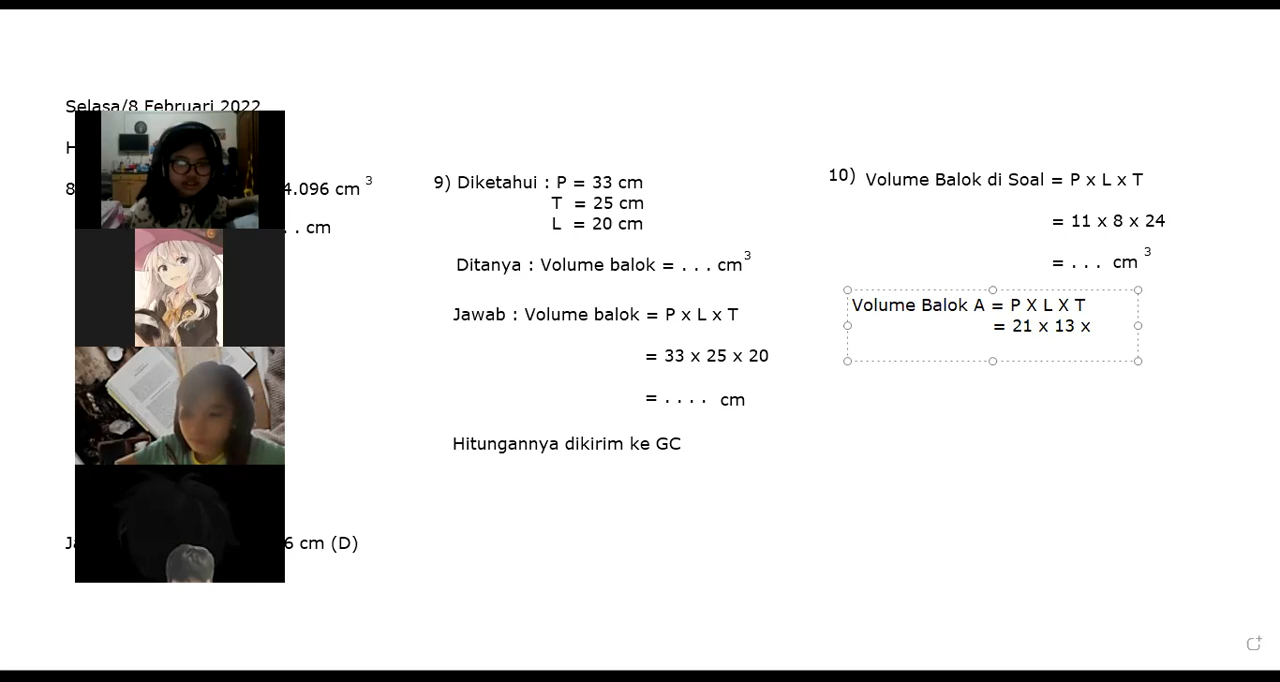 Selasa/8 Februari 2022
H
8 4.096 cm 3
. . cm
J 6 cm (D)
9) Diketahui : P = 33 cm
T = 25 cm
L = 20 cm
Ditanya : Volume balok = . . . cm3
Jawab : Volume balok = P x L x T
= 33 x 25 x 20
= . . . . cm
Hitungannya dikirim ke GC
10) Volume Balok di Soal = P x L x T
= 11 x 8 x 24
= . . . cm 3
Volume Balok A = P X L X T
= 21 x 13 x